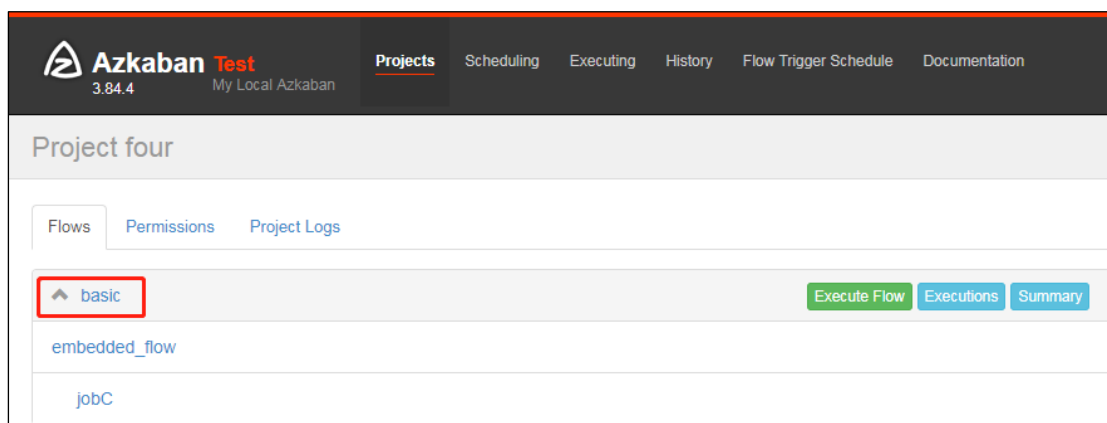 Azkaban Test Projects Scheduling Executing History Flow Trigger Schedule Documentation
3.84.4 My Local Azkaban
Project four
Flows Permissions Project Logs
basic Execute Flow Executions Summary
embedded_flow
jobC